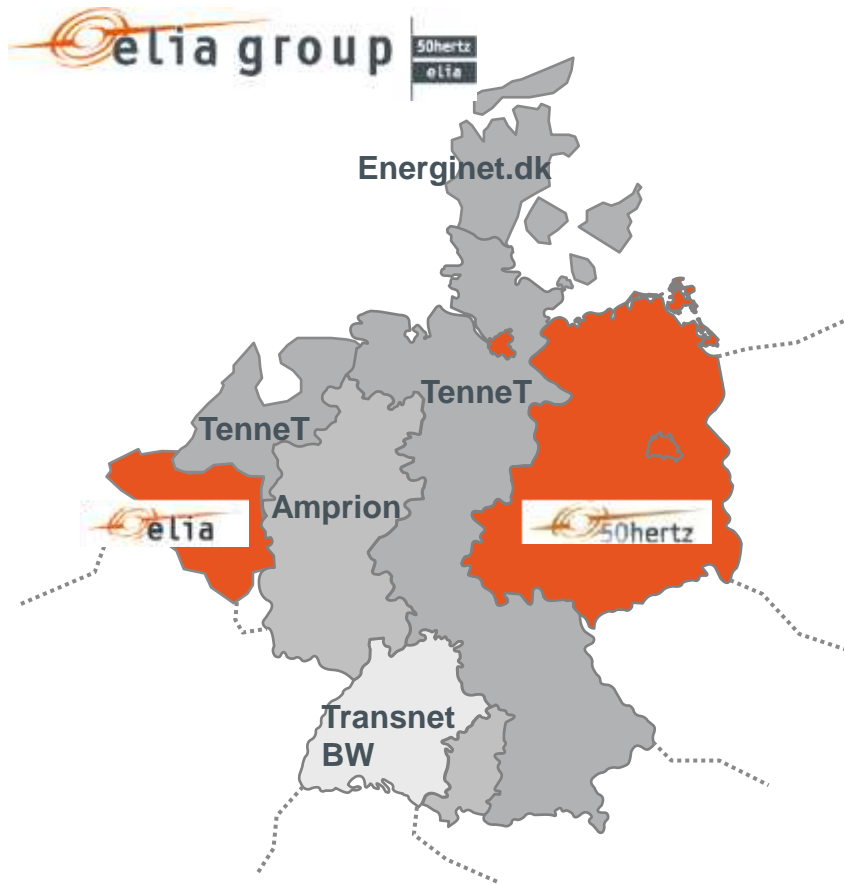 elia group
50hertz
elia
Energinet.dk
TenneT
TenneT
Amprion
elia
50hertz
Transnet
BW